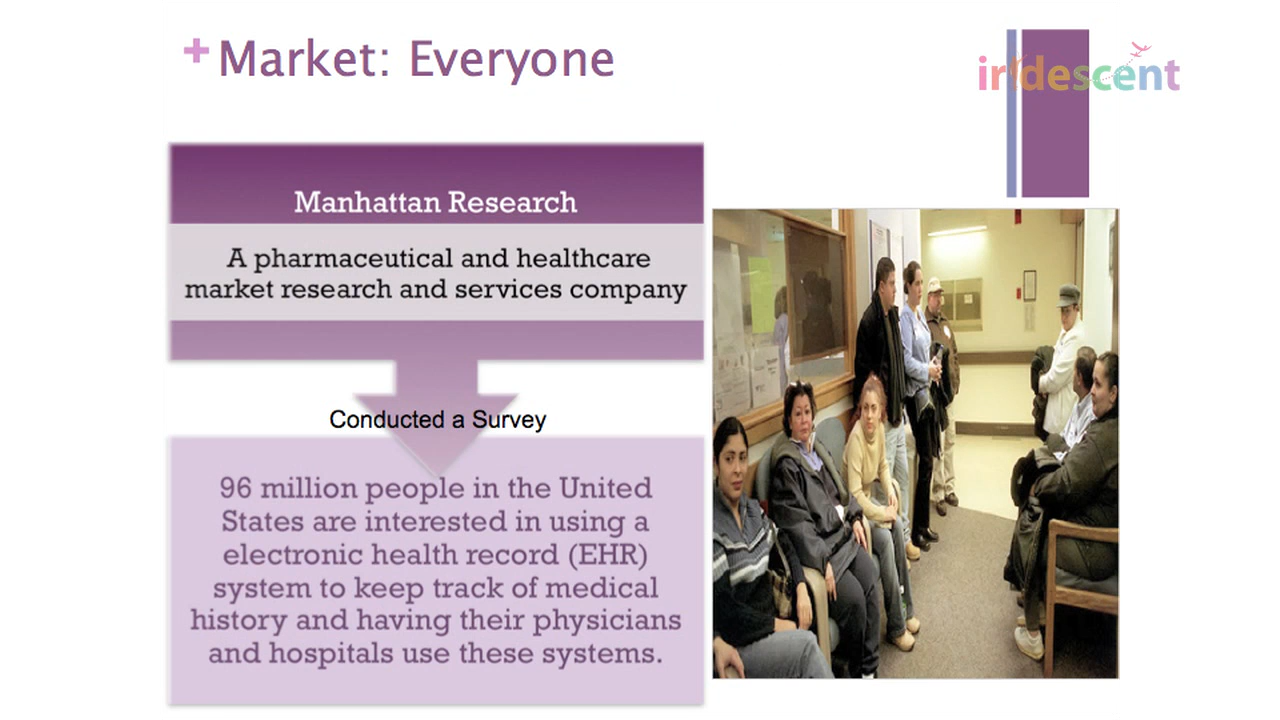 + Market: Everyone
iridescent
Manhattan Research
A pharmaceutical and healthcare
market research and services company
Conducted a Survey
96 million people in the United
States are interested in using a
electronic health record (EHR)
system to keep track of medical
history and having their physicians
and hospitals use these systems.